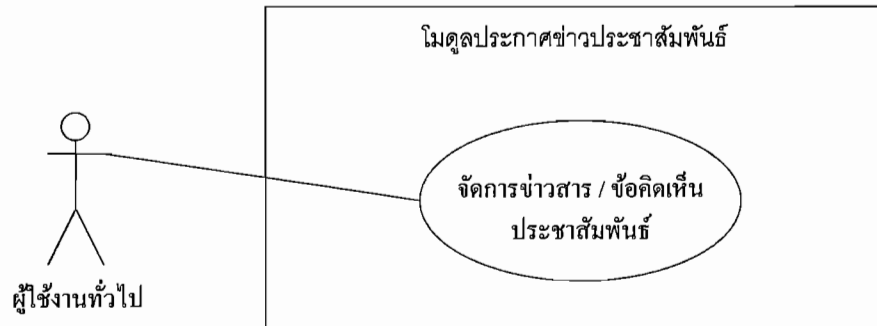 โมดูลประกาศข่าวประชาสัมพันธ์
จัดการข่าวสาร / ข้อคิดเห็น
ประชาสัมพันธ์
ผู้ใช้งานทั่วไป